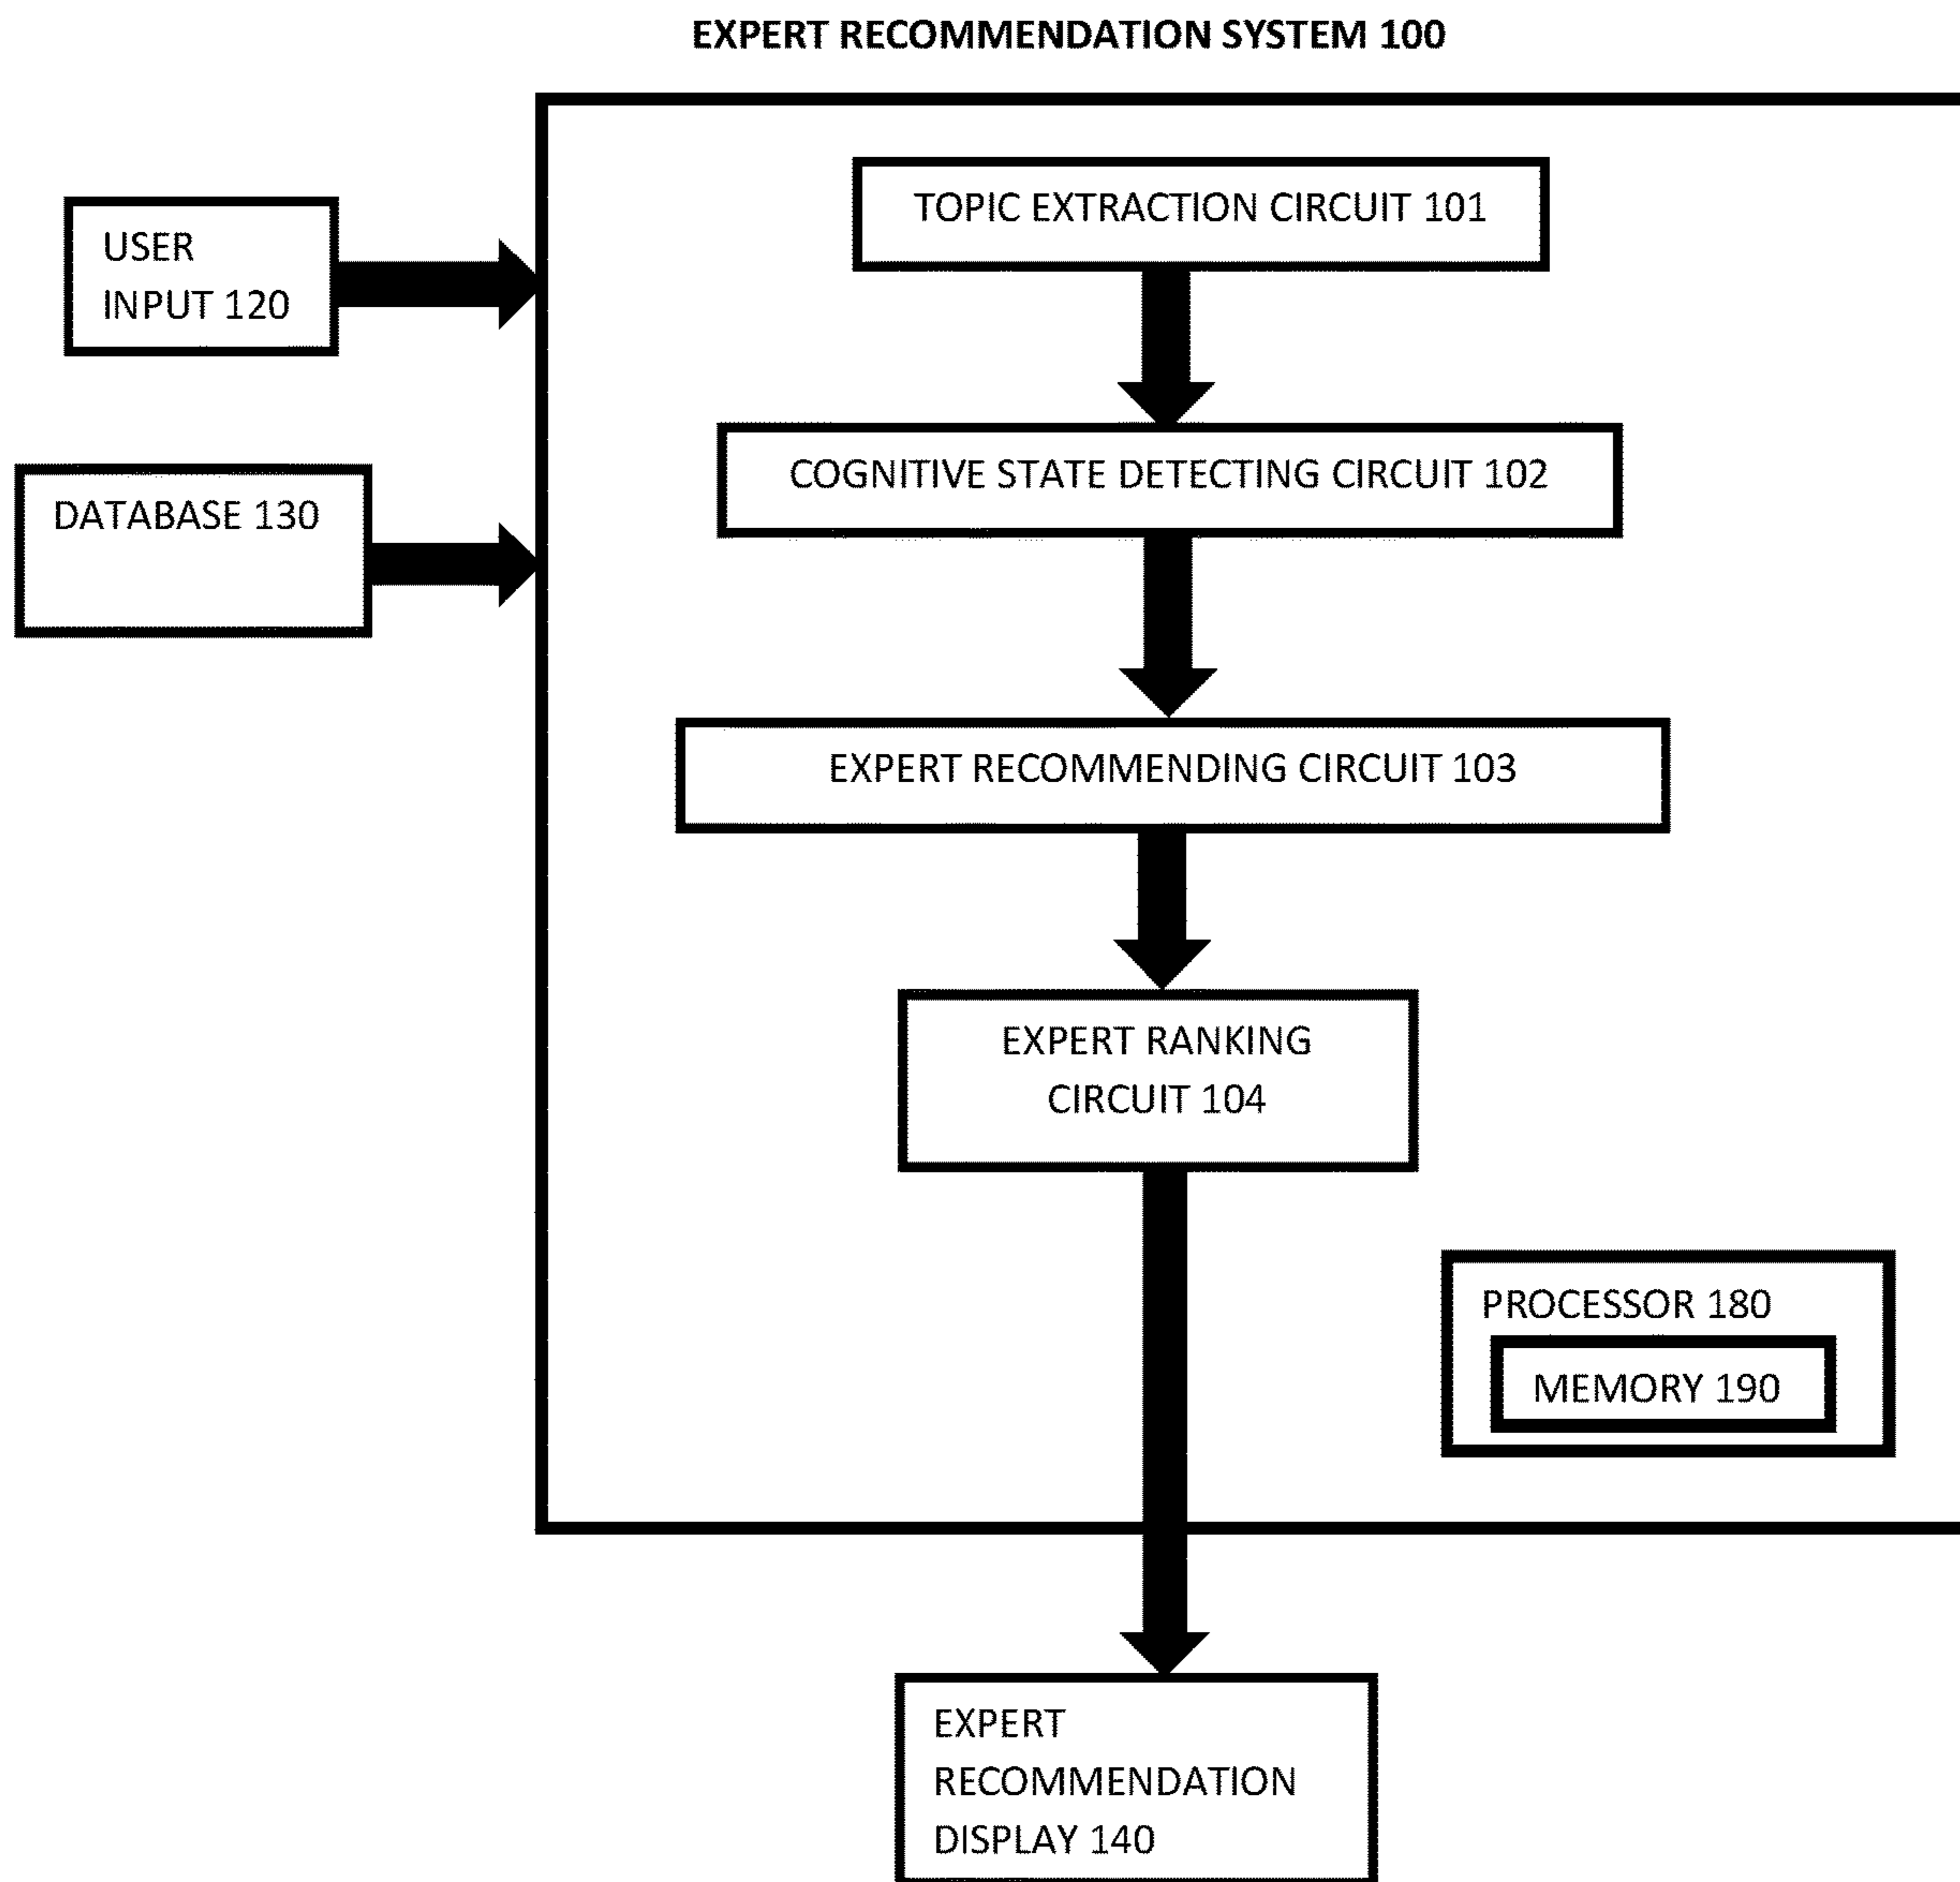 EXPERT RECOMMENDATION SYSTEM 100
USER
INPUT 120
DATABASE 130
TOPIC EXTRACTION CIRCUIT 101
COGNITIVE STATE DETECTING CIRCUIT 102
EXPERT RECOMMENDING CIRCUIT 103
EXPERT RANKING
CIRCUIT 104
PROCESSOR 180
MEMORY 190
EXPERT
RECOMMENDATION
DISPLAY 140